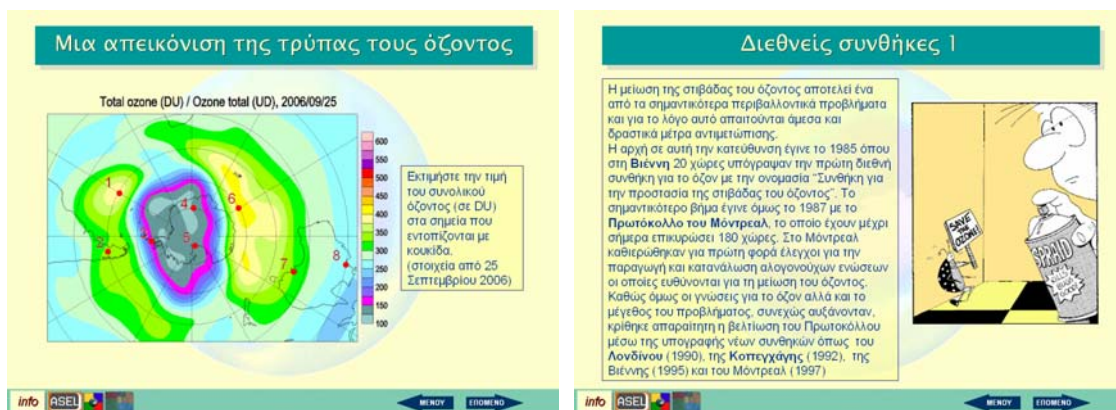 Μια απεικόνιση της τρύπας τους όζοντος
Total ozone (DU) / Ozone total (UD), 2006/09/25
1
2
4
5
6
7
8
600
550
500
450
400
350
300
250
200
150
100
Εκτιμήστε την τιμή
του συνολικού
όζοντος (σε DU)
στα σημεία που
εντοπίζονται με
κουκίδα.
(στοιχεία από 25
Σεπτεμβρίου 2006)
info ASEL
ΜΕΝΟΥ ΕΠΟΜΕΝΟ
Διεθνείς συνθήκες 1
Η μείωση της στιβάδας του όζοντος αποτελεί ένα
από τα σημαντικότερα περιβαλλοντικά προβλήματα
και για το λόγο αυτό απαιτούνται άμεσα και
δραστικά μέτρα αντιμετώπισης.
Η αρχή σε αυτή την κατεύθυνση έγινε το 1985 όπου
στη Βιέννη 20 χώρες υπόγραψαν την πρώτη διεθνή
συνθήκη για το όζον με την ονομασία "Συνθήκη για
την προστασία της στιβάδας του όζοντος". Το
σημαντικότερο βήμα έγινε όμως το 1987 με το
Πρωτόκολλο του Μόντρεαλ, το οποίο έχουν μέχρι
σήμερα επικυρώσει 180 χώρες. Στο Μόντρεαλ
καθιερώθηκαν για πρώτη φορά έλεγχοι για την
παραγωγή και κατανάλωση αλογονούχων ενώσεων
οι οποίες ευθύνονται για τη μείωση του όζοντος.
Καθώς όμως οι γνώσεις για το όζον αλλά και το
μέγεθος του προβλήματος, συνεχώς αυξάνονταν,
κρίθηκε απαραίτητη η βελτίωση του Πρωτοκόλλου
μέσω της υπογραφής νέων συνθηκών όπως του
Λονδίνου (1990), της Κοπεγχάγης (1992), της
Βιέννης (1995) και του Μόντρεαλ (1997)
SAVE
THE
OZONE!
BRAID
KILLS
BUGS
GOOD!
info ASEL
ΜΕΝΟΥ ΕΠΟΜΕΝΟ